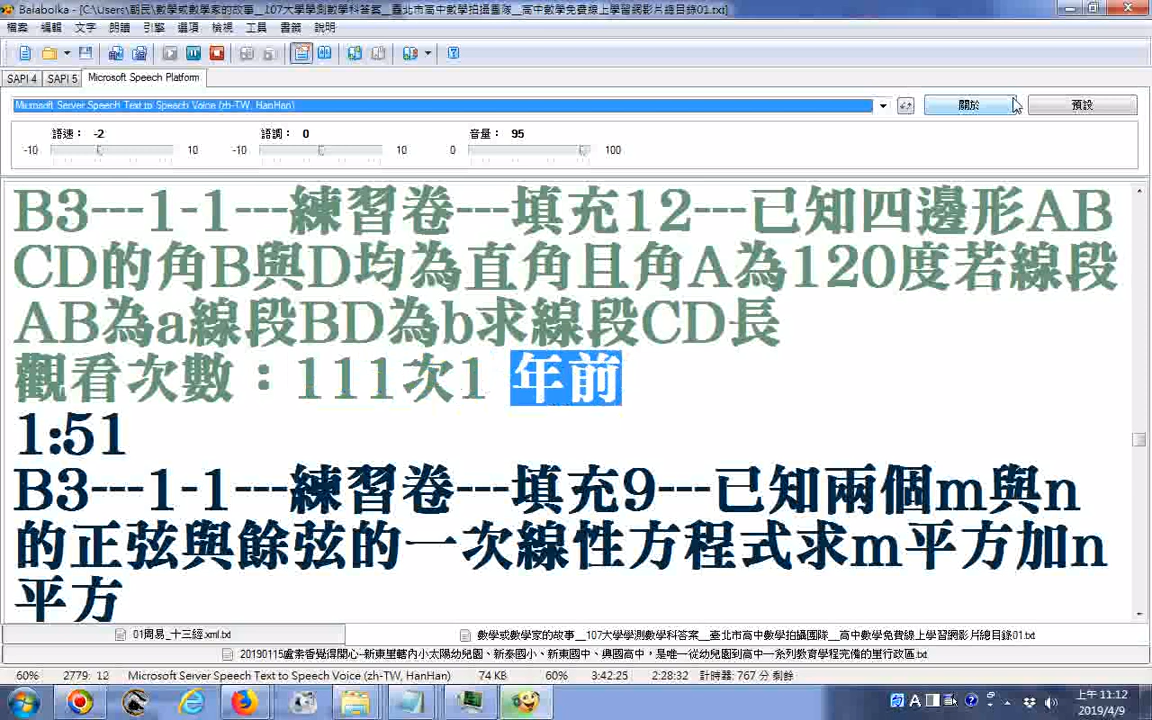 Balabolka - [C:\Users\朝民\數學或數學家的故事__107大學學測數學科答案__臺北市高中數學拍攝團隊__高中數學免費線上學習網影片總目錄01.txt]
檔案 編輯 文字 朗讀 引擎 選項 檢視 工具 書籤 說明
SAPI 4 SAPI 5 Microsoft Speech Platform
Microsoft Server Speech Text to Speech Voice (zh-TW, HanHan) 關於 預設
語速： -2 語調： 0 音量： 95
-10 10 -10 10 0 100
B3---1-1---練習卷---填充12---已知四邊形AB
CD的角B與D均為直角且角A為120度若線段
AB為a線段BD為b求線段CD長
觀看次數：111次1 年前
1:51
B3---1-1---練習卷---填充9---已知兩個m與n
的正弦與餘弦的一次線性方程式求m平方加n
平方
01周易_十三經.xml.txt 數學或數學家的故事__107大學學測數學科答案__臺北市高中數學拍攝團隊__高中數學免費線上學習網影片總目錄01.txt
20190115盧素香覺得開心-新東里轄內小太陽幼兒園、新泰國小、新東國中、興國高中，是唯一從幼兒園到高中一系列教育學程完備的里行政區.txt
60% 2779: 12 Microsoft Server Speech Text to Speech Voice (zh-TW, HanHan) 74 KB 60% 3:42:25 2:28:32 計時器: 767 分 剩餘
上午 11:12
2019/4/9